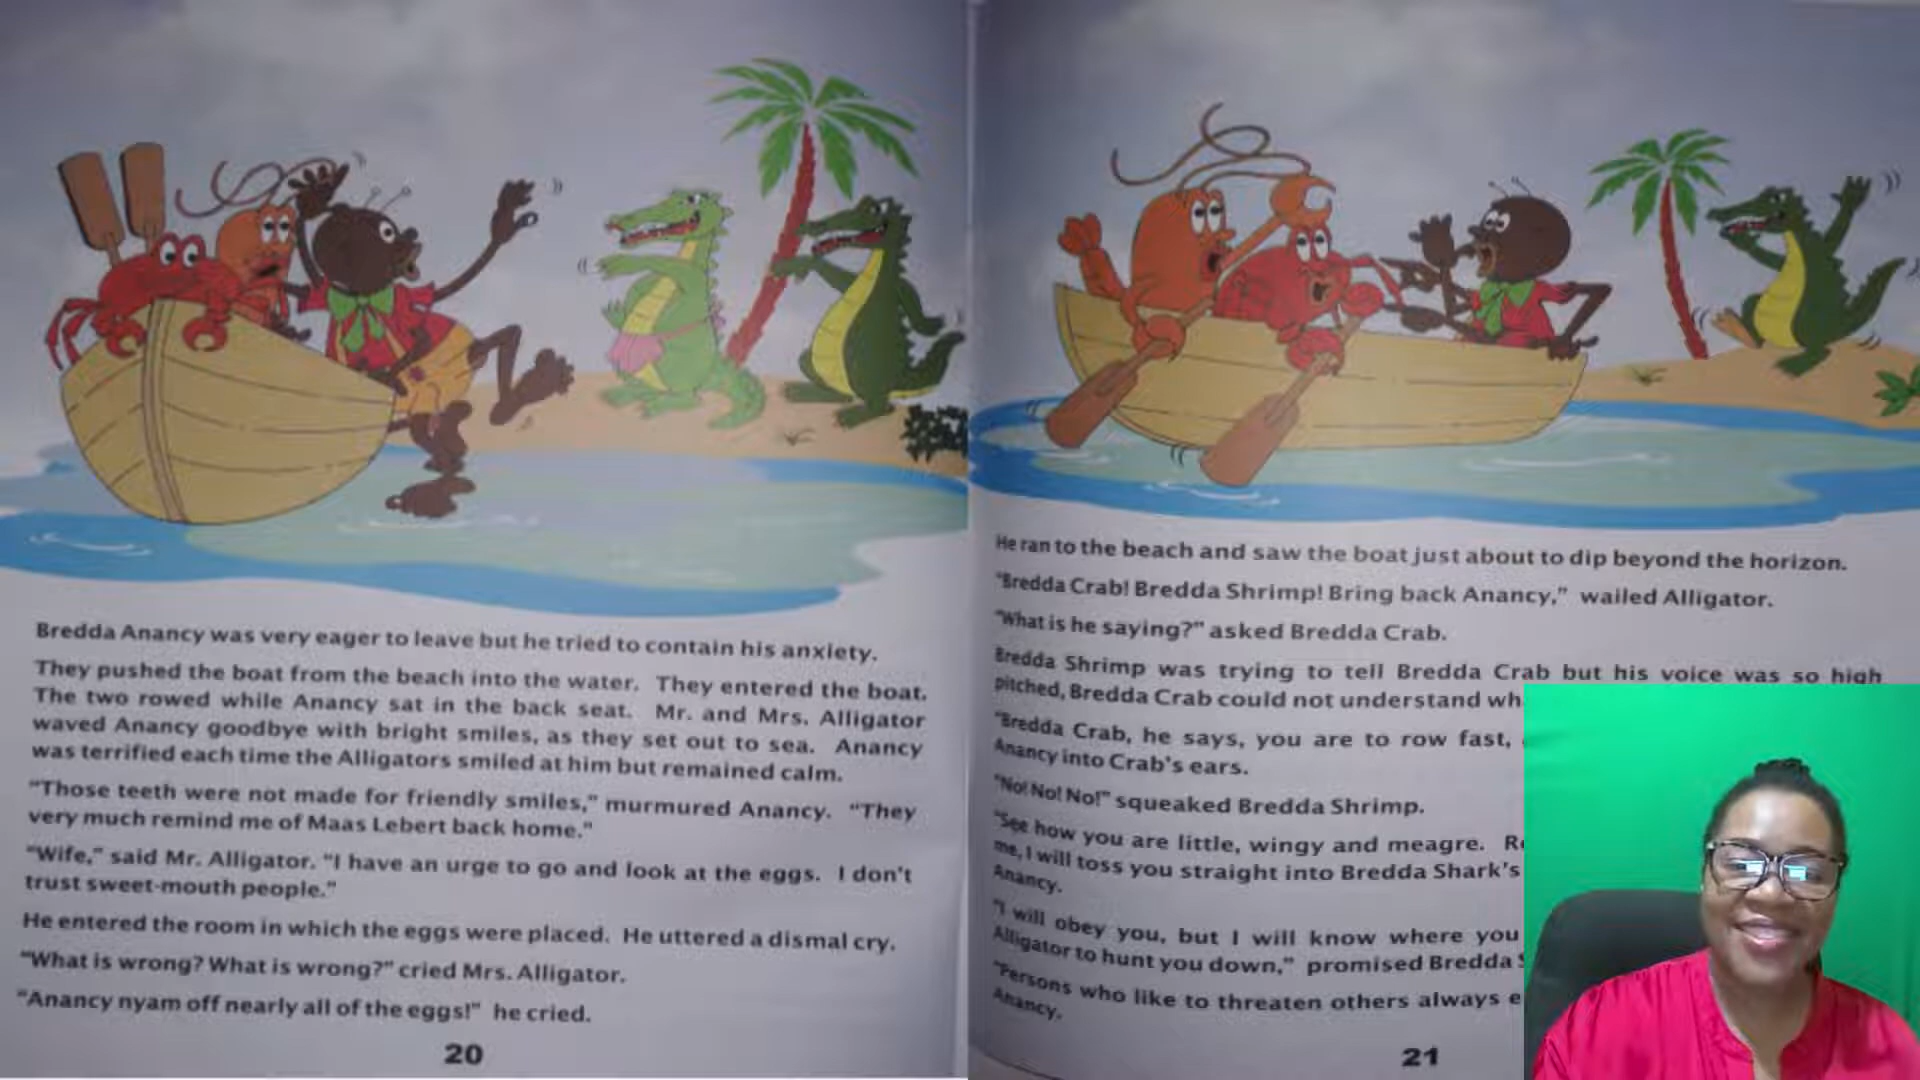 Bredda Anancy was very eager to leave but he tried to contain his anxiety.
They pushed the boat from the beach into the water. They entered the boat.
The two rowed while Anancy sat in the back seat. Mr. and Mrs. Alligator
waved Anancy goodbye with bright smiles, as they set out to sea. Anancy
was terrified each time the Alligators smiled at him but remained calm.
"Those teeth were not made for friendly smiles," murmured Anancy. "They
very much remind me of Maas Lebert back home."
"Wife," said Mr. Alligator. "I have an urge to go and look at the eggs. I don't
trust sweet-mouth people."
He entered the room in which the eggs were placed. He uttered a dismal cry.
"What is wrong? What is wrong?" cried Mrs. Alligator.
"Anancy nyam off nearly all of the eggs!" he cried.
20
He ran to the beach and saw the boat just about to dip beyond the horizon.
"Bredda Crab! Bredda Shrimp! Bring back Anancy," wailed Alligator.
"What is he saying?" asked Bredda Crab.
Bredda Shrimp was trying to tell Bredda Crab but his voice was so high
pitched, Bredda Crab could not understand
"Bredda Crab, he says, you are to row fast,
Anancy into Crab's ears.
"No! No! No!" squeaked Bredda Shrimp.
"See how you are little, wingy and meagre.
me, I will toss you straight into Bredda Shark's
Anancy.
"I will obey you, but I will know where you
Alligator to hunt you down," promised Bredda
"Persons who like to threaten others always
Anancy.
21